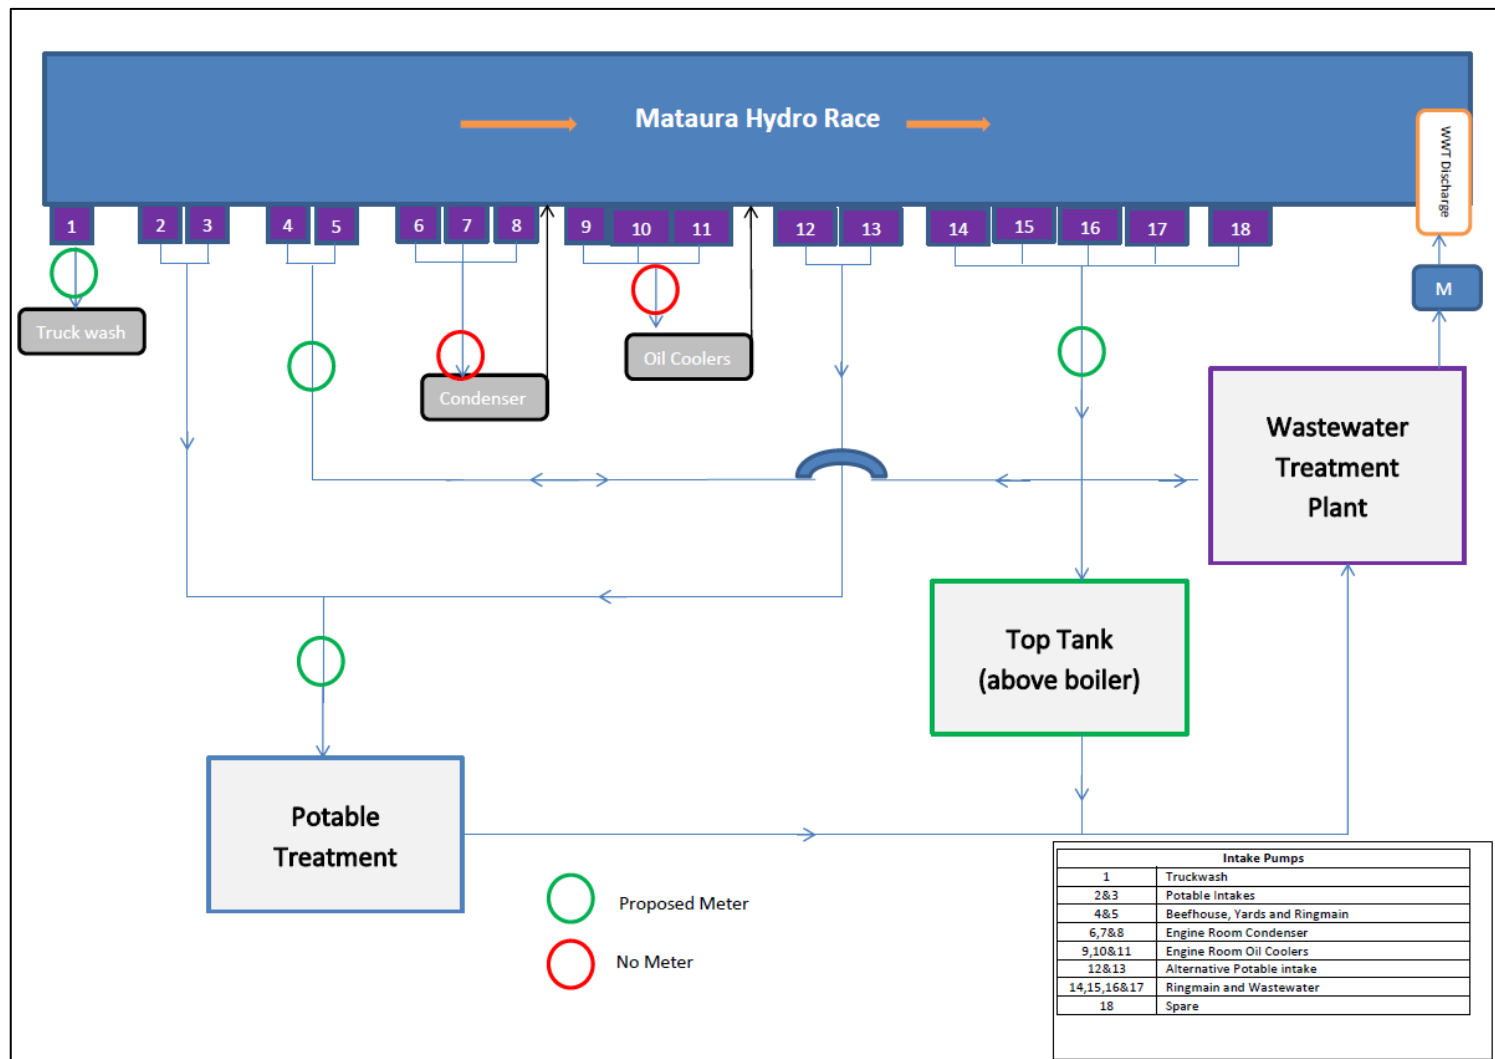 Mataura Hydro Race
WWT Discharge
1
2
3
4
5
6
7
8
9
10
11
12
13
14
15
16
17
18
M
Truck wash
Oil Coolers
Condenser
Wastewater
Treatment
Plant
Top Tank
(above boiler)
Potable
Treatment
Proposed Meter
No Meter
Intake Pumps
1 Truckwash
2&3 Potable Intakes
4&5 Beefhouse, Yards and Ringmain
6,7&8 Engine Room Condenser
9,10&11 Engine Room Oil Coolers
12&13 Alternative Potable intake
14,15,16&17 Ringmain and Wastewater
18 Spare